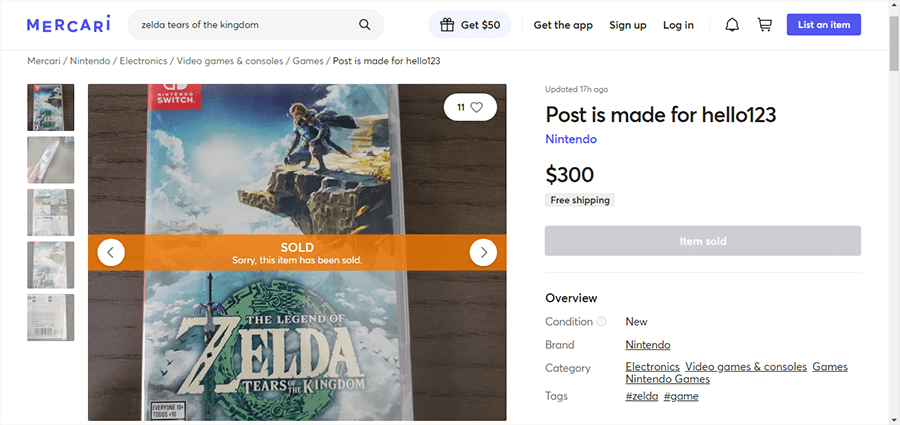 MERCARI
zelda tears of the kingdom
Get $50
Get the app
Sign up
Log in
List an item
Mercari / Nintendo / Electronics / Video games & consoles / Games / Post is made for hello123
NINTENDO
SWITCH
11
SOLD
Sorry, this item has been sold.
THE LEGEND OF
ZELDA
TEARS OF THE KINGDOM
EVERYONE 10+
TODOS +10
Updated 17h ago
Post is made for hello123
Nintendo
$300
Free shipping
Item sold
Overview
Condition New
Brand Nintendo
Category Electronics Video games & consoles Games
Nintendo Games
Tags #zelda #game